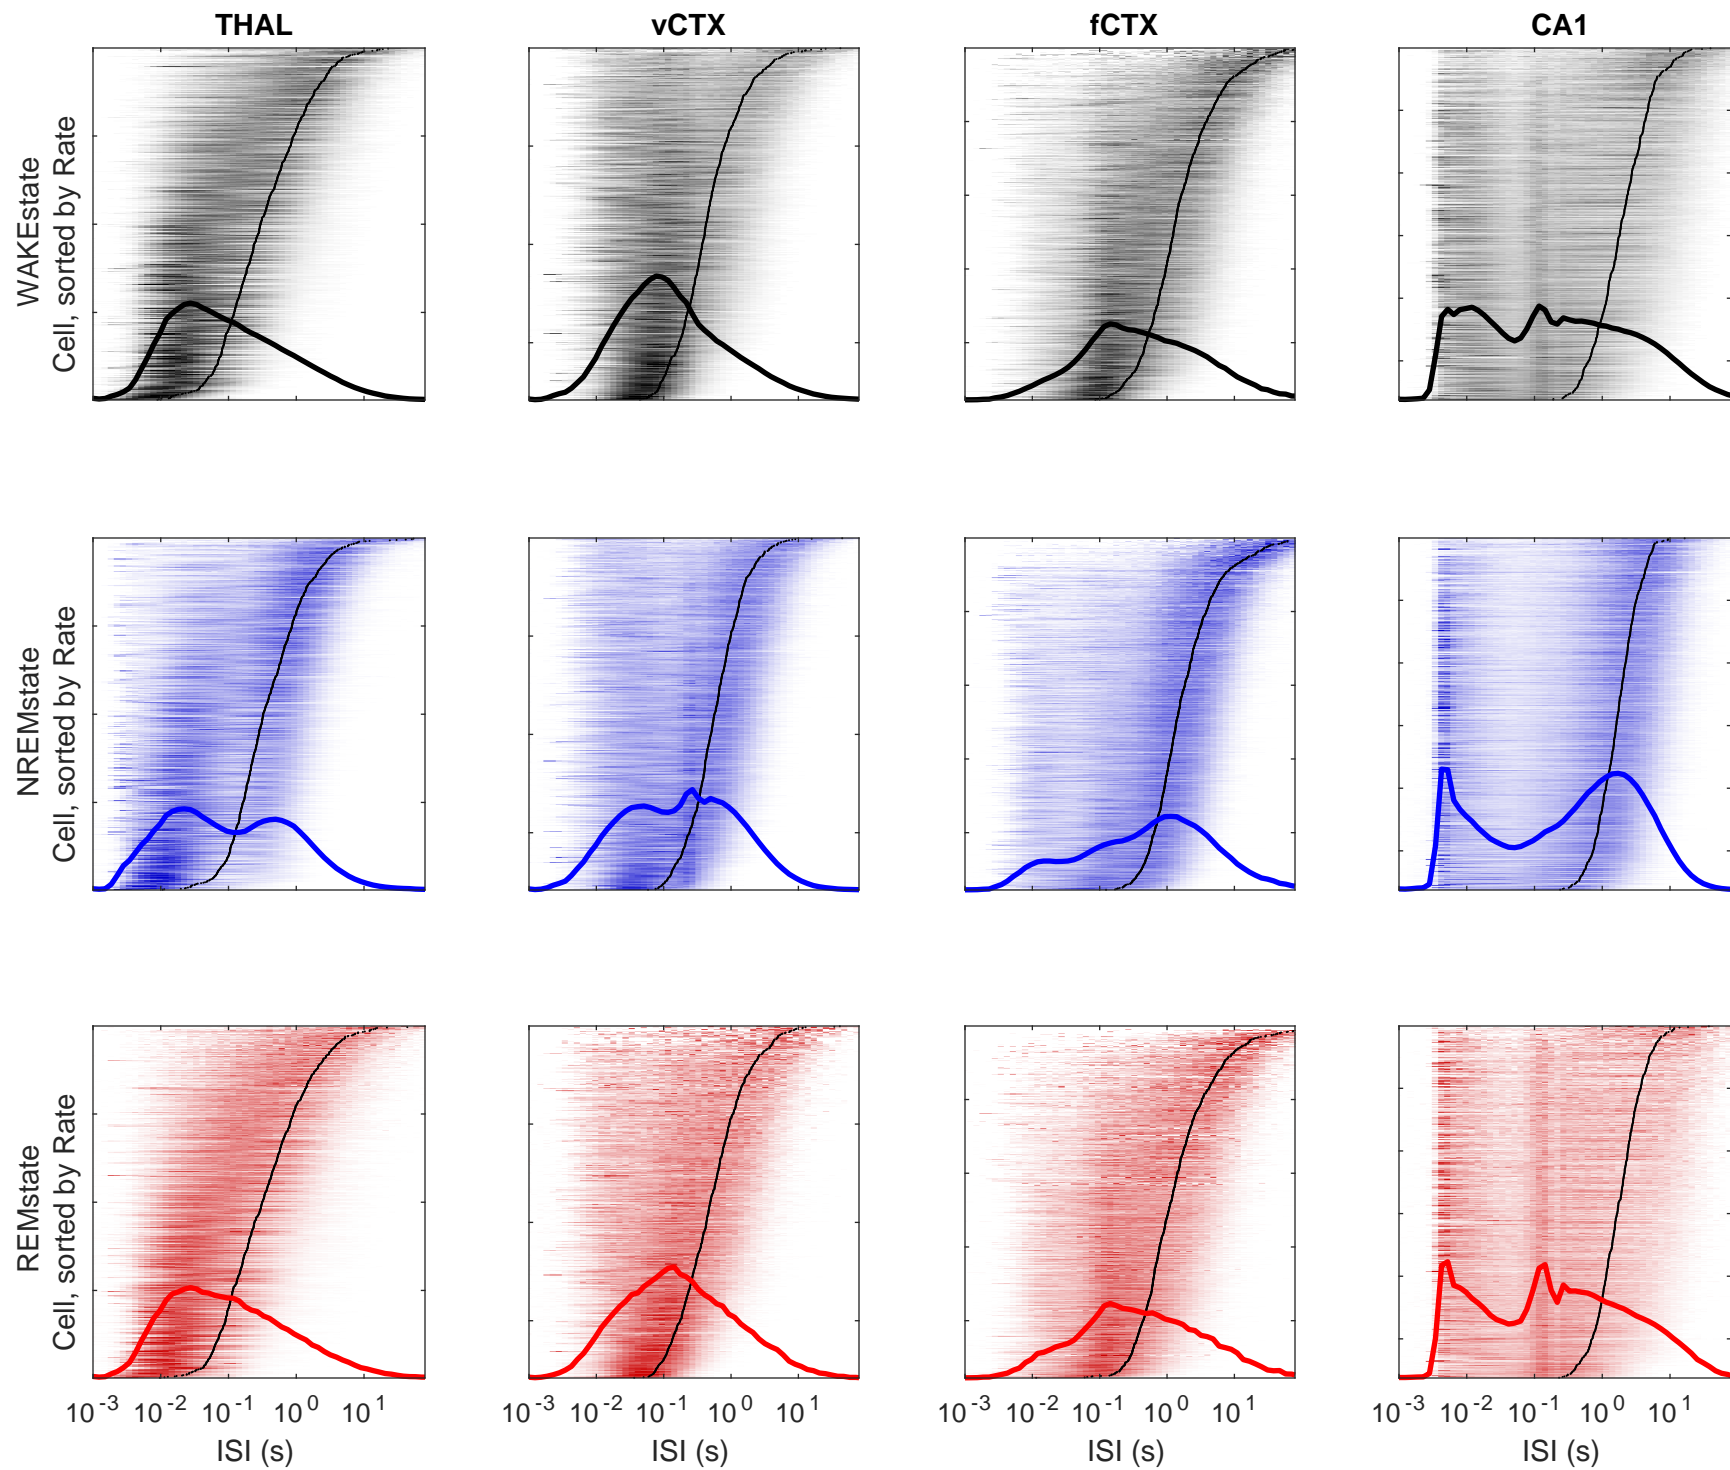 THAL vCTX fCTX CA1
WAKEstate
Cell, sorted by Rate
NREMstate
Cell, sorted by Rate
REMstate
Cell, sorted by Rate
10^-3 10^-2 10^-1 10^0 10^1 10^-3 10^-2 10^-1 10^0 10^1 10^-3 10^-2 10^-1 10^0 10^1 10^-3 10^-2 10^-1 10^0 10^1
ISI (s) ISI (s) ISI (s) ISI (s)